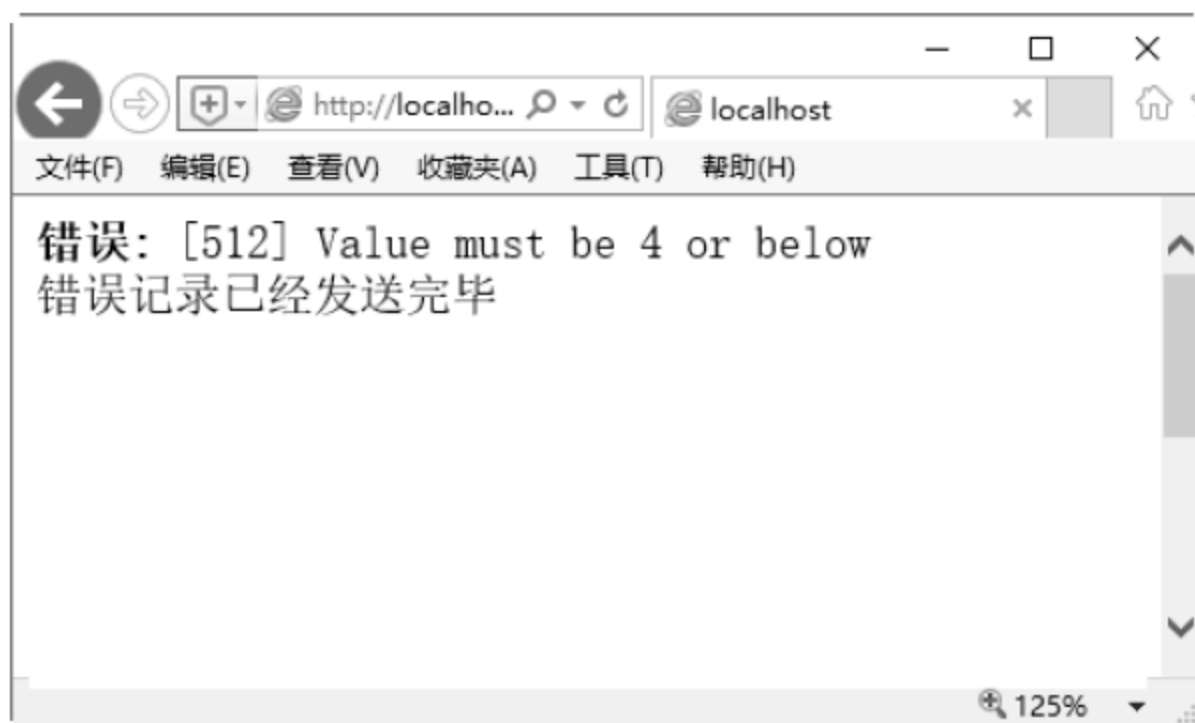 http://localho...
localhost
文件(F) 编辑(E) 查看(V) 收藏夹(A) 工具(T) 帮助(H)
错误: [512] Value must be 4 or below
错误记录已经发送完毕
125%